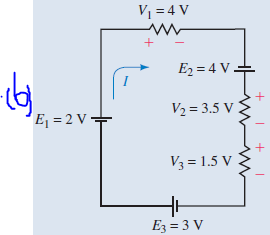 V₁ = 4 V
+ −
I
E₂ = 4 V
(b)
+
V₂ = 3.5 V
−
E₁ = 2 V
+
V₃ = 1.5 V
−
E₃ = 3 V